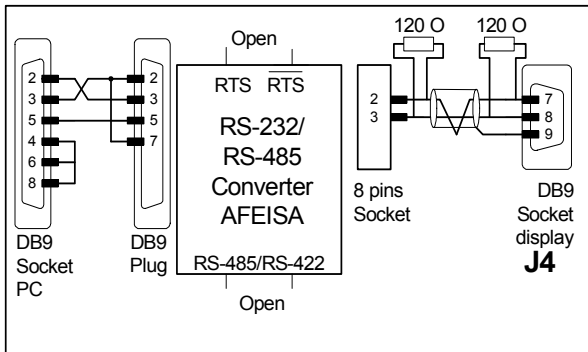 Open
120 O
120 O
2
3
5
4
6
8
DB9
Socket
PC
2
3
5
7
DB9
Plug
RTS RTS
RS-232/
RS-485
Converter
AFEISA
RS-485/RS-422
Open
2
3
8 pins
Socket
7
8
9
DB9
Socket
display
J4